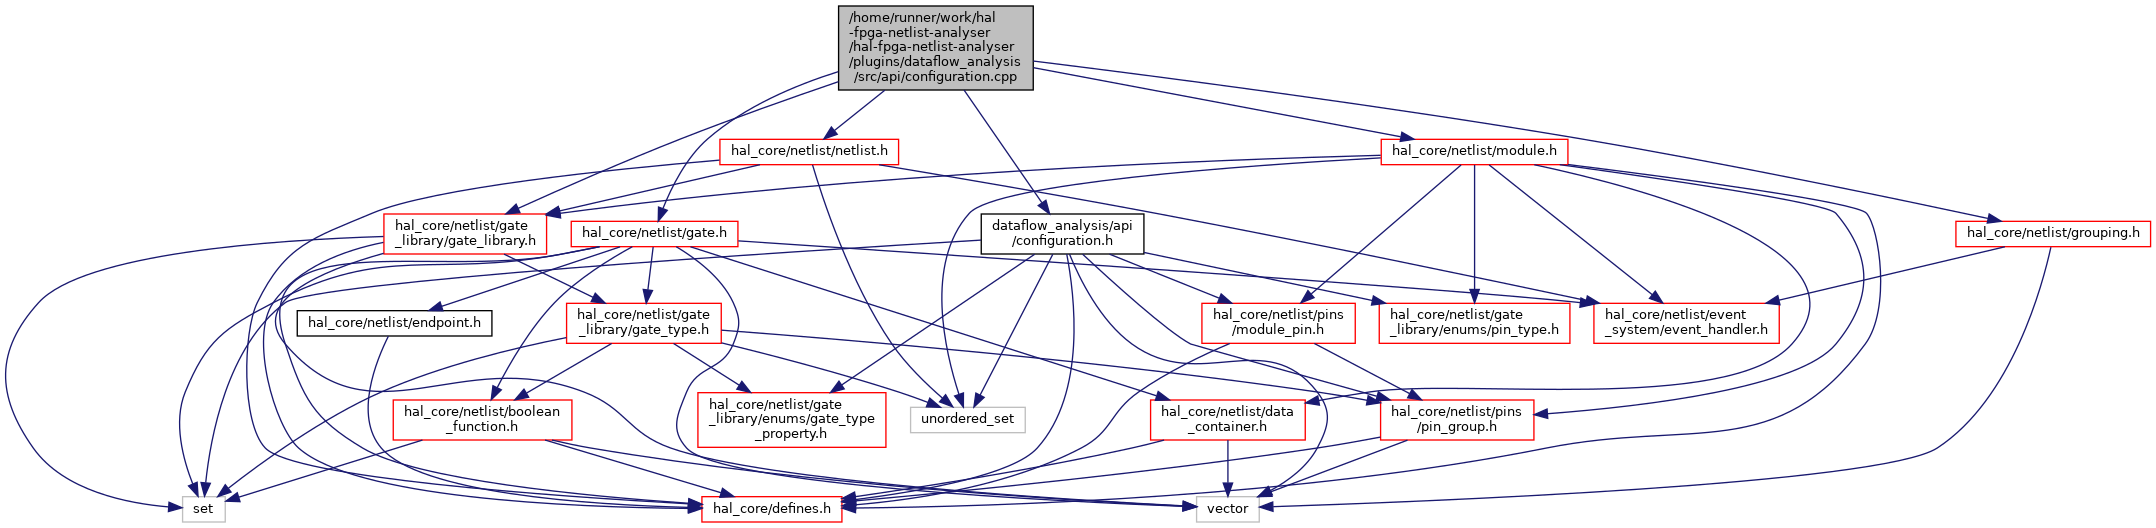 /home/runner/work/hal
-fpga-netlist-analyser
/hal-fpga-netlist-analyser
/plugins/dataflow_analysis
/src/api/configuration.cpp
hal_core/netlist/netlist.h
hal_core/netlist/module.h
hal_core/netlist/gate
_library/gate_library.h
hal_core/netlist/gate.h
dataflow_analysis/api
/configuration.h
hal_core/netlist/grouping.h
hal_core/netlist/endpoint.h
hal_core/netlist/gate
_library/gate_type.h
hal_core/netlist/pins
/module_pin.h
hal_core/netlist/gate
_library/enums/pin_type.h
hal_core/netlist/event
_system/event_handler.h
hal_core/netlist/boolean
_function.h
hal_core/netlist/gate
_library/enums/gate_type
_property.h
unordered_set
hal_core/netlist/data
_container.h
hal_core/netlist/pins
/pin_group.h
set
hal_core/defines.h
vector